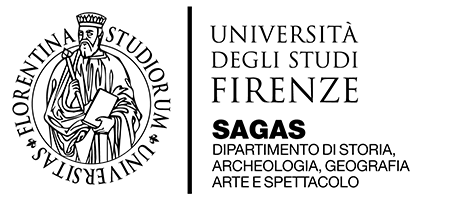 FLORENTINA STUDIORUM UNIVERSITAS
UNIVERSITÀ
DEGLI STUDI
FIRENZE
SAGAS
DIPARTIMENTO DI STORIA,
ARCHEOLOGIA, GEOGRAFIA
ARTE E SPETTACOLO